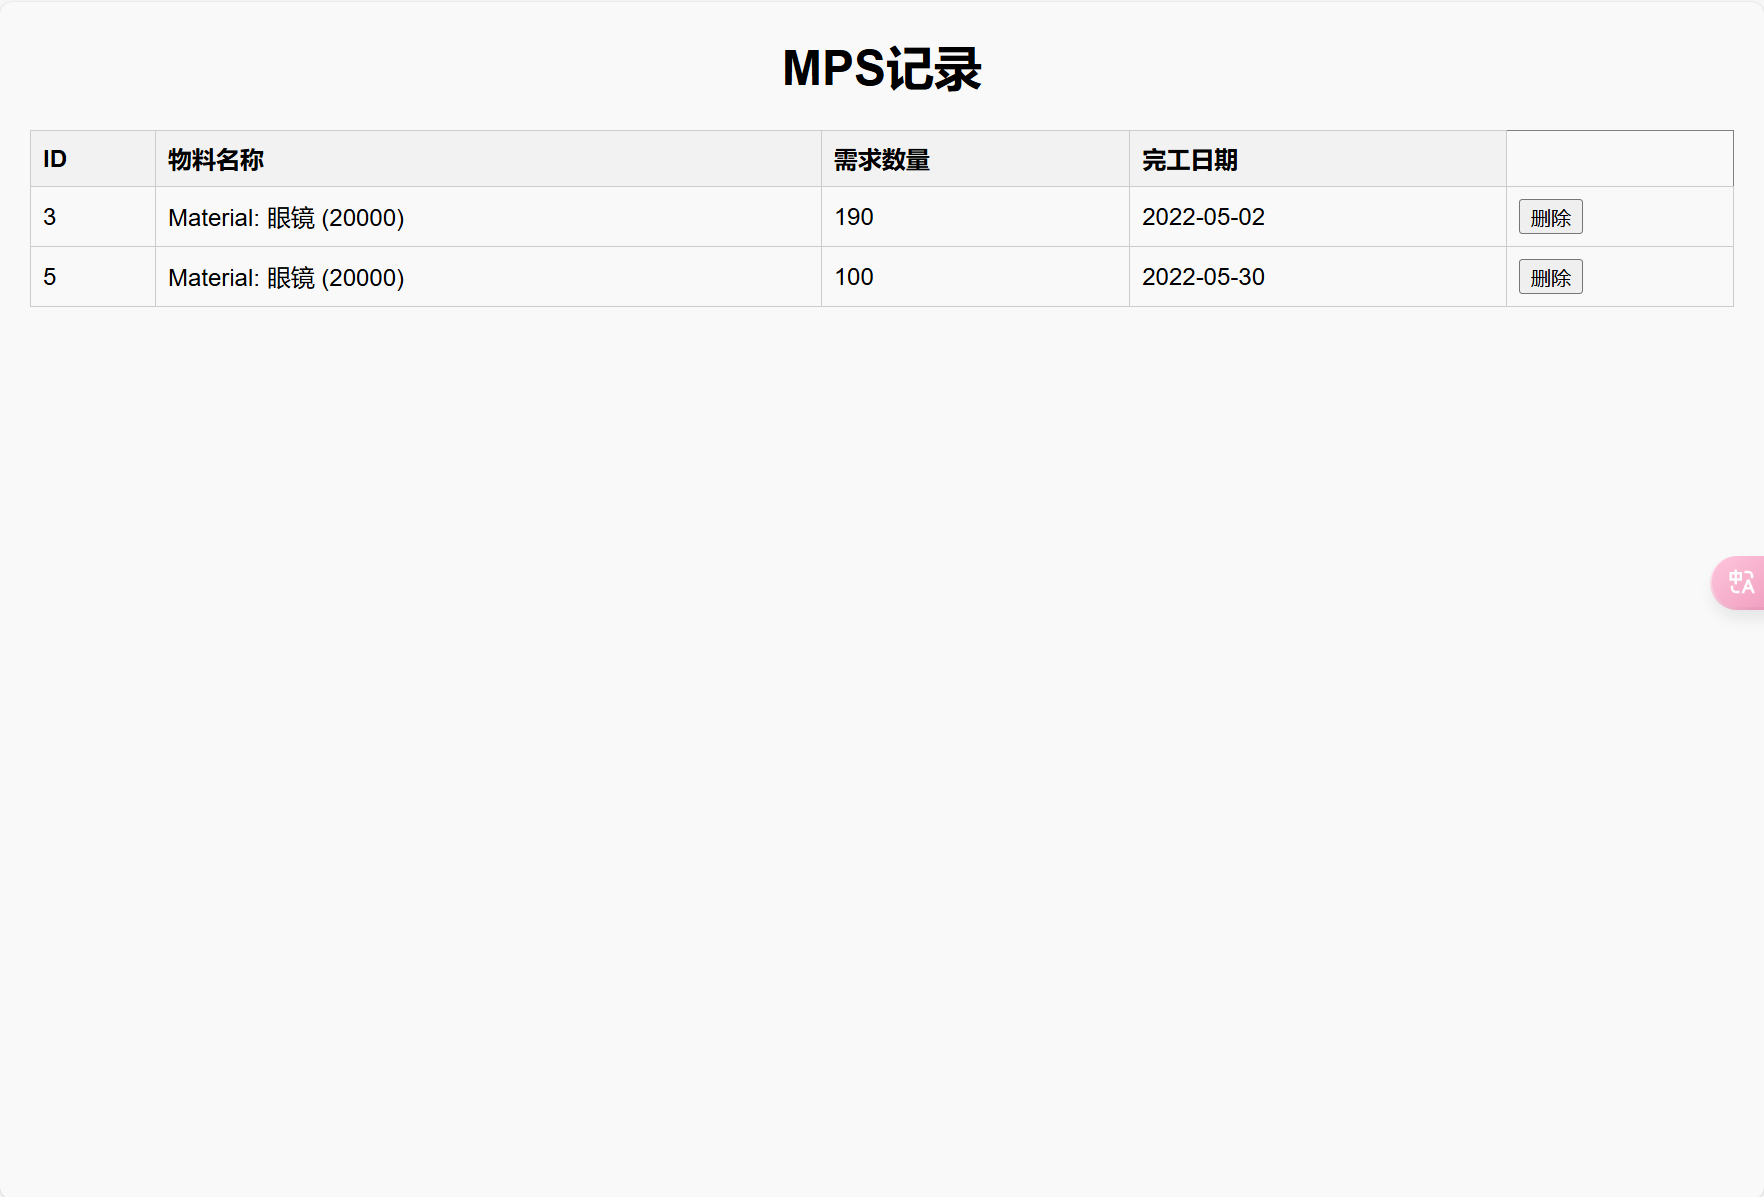 MPS记录
ID 物料名称 需求数量 完工日期
3 Material: 眼镜 (20000) 190 2022-05-02 删除
5 Material: 眼镜 (20000) 100 2022-05-30 删除
中A